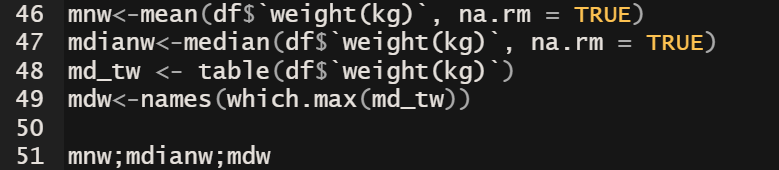 46 mnw<-mean(df$`weight(kg)`, na.rm = TRUE)
47 mdianw<-median(df$`weight(kg)`, na.rm = TRUE)
48 md_tw <- table(df$`weight(kg)`)
49 mdw<-names(which.max(md_tw))
50
51 mnw;mdianw;mdw